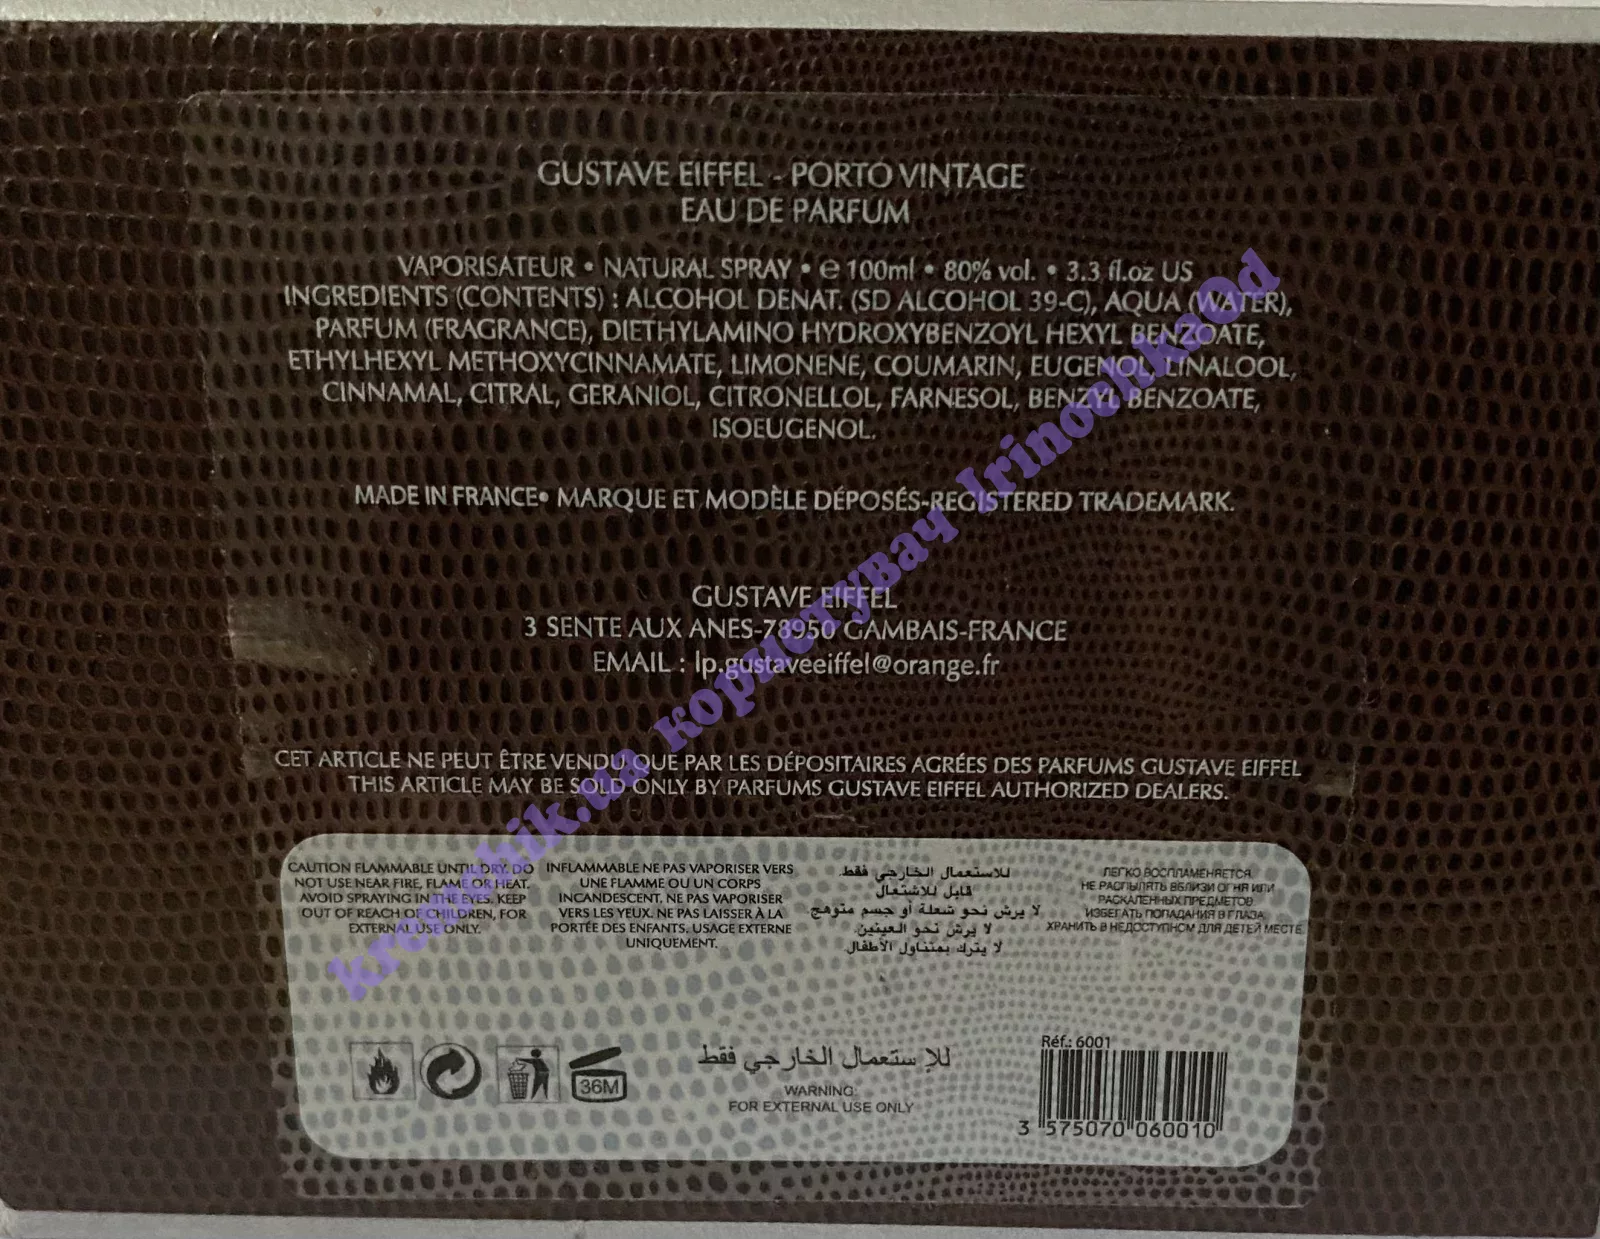 GUSTAVE EIFFEL - PORTO VINTAGE
EAU DE PARFUM
VAPORISATEUR • NATURAL SPRAY • e 100ml • 80% vol. • 3.3 fl.oz US
INGREDIENTS (CONTENTS) : ALCOHOL DENAT. (SD ALCOHOL 39-C), AQUA (WATER),
PARFUM (FRAGRANCE), DIETHYLAMINO HYDROXYBENZOYL HEXYL BENZOATE,
ETHYLHEXYL METHOXYCINNAMATE, LIMONENE, COUMARIN, EUGENOL, LINALOOL,
CINNAMAL, CITRAL, GERANIOL, CITRONELLOL, FARNESOL, BENZYL BENZOATE,
ISOEUGENOL.
MADE IN FRANCE• MARQUE ET MODÈLE DÉPOSÉS-REGISTERED TRADEMARK.
GUSTAVE EIFFEL
3 SENTE AUX ANES-78950 GAMBAIS-FRANCE
EMAIL : lp.gustaveeiffel@orange.fr
CET ARTICLE NE PEUT ÊTRE VENDU QUE PAR LES DÉPOSITAIRES AGRÉES DES PARFUMS GUSTAVE EIFFEL
THIS ARTICLE MAY BE SOLD ONLY BY PARFUMS GUSTAVE EIFFEL AUTHORIZED DEALERS.
CAUTION FLAMMABLE UNTIL DRY. DO
NOT USE NEAR FIRE, FLAME OR HEAT.
AVOID SPRAYING IN THE EYES. KEEP
OUT OF REACH OF CHILDREN, FOR
EXTERNAL USE ONLY.
INFLAMMABLE NE PAS VAPORISER VERS
UNE FLAMME OU UN CORPS
INCANDESCENT, NE PAS VAPORISER
VERS LES YEUX. NE PAS LAISSER À LA
PORTÉE DES ENFANTS. USAGE EXTERNE
UNIQUEMENT.
للاستعمال الخارجي فقط
قابل للاشتعال
لا يرش نحو شعلة أو جسم متوهج
لا يرش نحو العينين.
لا يترك بمتناول الأطفال.
ЛЕГКО ВОСПЛАМЕНЯЕТСЯ
НЕ РАСПЫЛЯТЬ ВБЛИЗИ ОГНЯ ИЛИ
РАСКАЛЕННЫХ ПРЕДМЕТОВ
ИЗБЕГАТЬ ПОПАДАНИЯ В ГЛАЗА
ХРАНИТЬ В НЕДОСТУПНОМ ДЛЯ ДЕТЕЙ МЕСТЕ
36M
للإستعمال الخارجي فقط
WARNING:
FOR EXTERNAL USE ONLY
Réf.: 6001
3 575070 060010